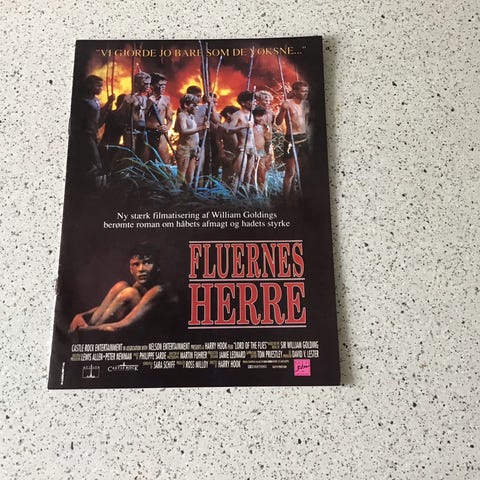 "VI GJORDE JO BARE SOM DE VOKSNE..."
Ny stærk filmatisering af William Goldings
berømte roman om håbets afmagt og hadets styrke
FLUERNES
HERRE
CASTLE ROCK ENTERTAINMENT IN ASSOCIATION WITH NELSON ENTERTAINMENT PRESENTS A HARRY HOOK FILM "LORD OF THE FLIES" SIR WILLIAM GOLDING
LEWIS ALLEN PETER NEWMAN PHILIPPE SARDE MARTIN FUHRER JAMIE LEONARD TOM PRIESTLEY DAVID V. LESTER
SARA SCHIFF ROSS MILLOY HARRY HOOK